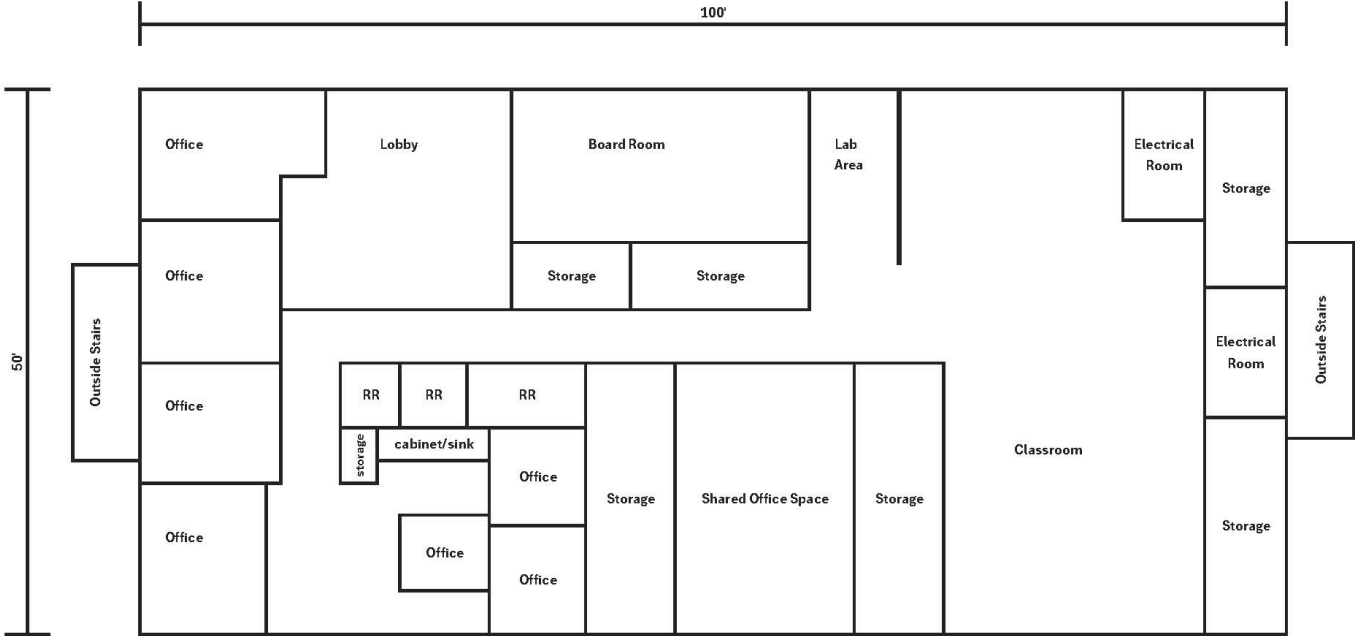 100'
50'
Office
Lobby
Board Room
Lab
Area
Electrical
Room
Storage
Office
Storage
Storage
Outside Stairs
Outside Stairs
Electrical
Room
Office
RR
RR
RR
storage
cabinet/sink
Office
Classroom
Storage
Shared Office Space
Storage
Storage
Office
Office
Office